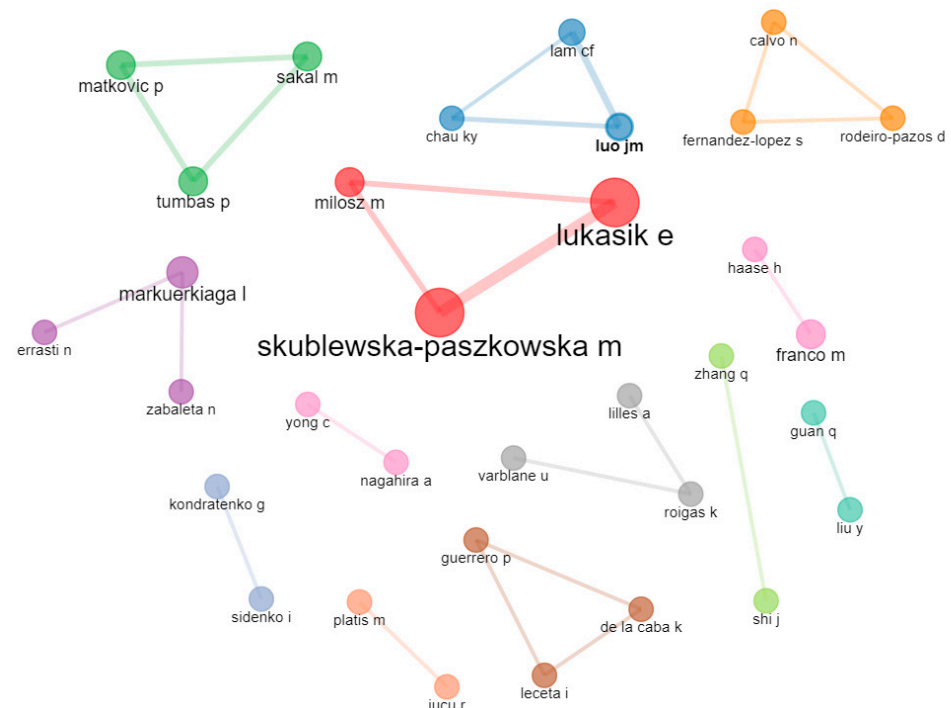 calvo n
lam cf
sakal m
matkovic p
chau ky
luo jm
fernandez-lopez s
rodeiro-pazos d
tumbas p
milosz m
lukasik e
haase h
markuerkiaga l
errasti n
skublewska-paszkowska m
franco m
zhang q
zabaleta n
yong c
lilles a
guan q
nagahira a
varblane u
kondratenko g
roigas k
liu y
guerrero p
sidenko i
platis m
de la caba k
shi j
leceta i
jucu r